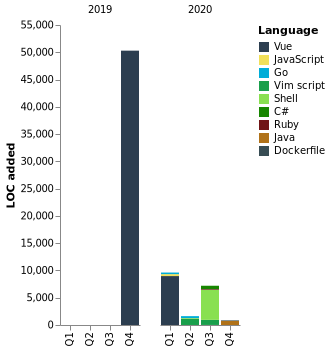 2019
2020
55,000
50,000
45,000
40,000
35,000
30,000
25,000
20,000
15,000
10,000
5,000
0
LOC added
Q1
Q2
Q3
Q4
Q1
Q2
Q3
Q4
Language
Vue
JavaScript
Go
Vim script
Shell
C#
Ruby
Java
Dockerfile